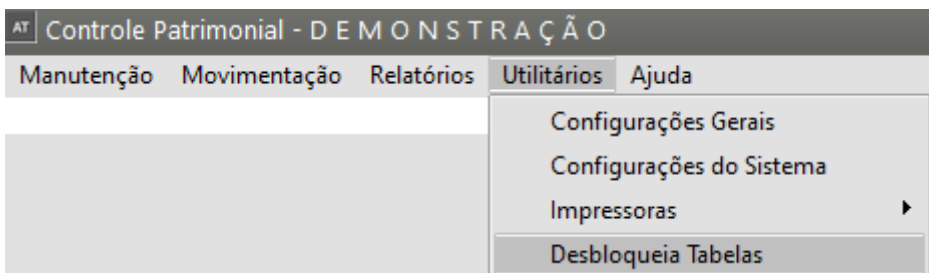 AT Controle Patrimonial - D E M O N S T R A Ç Ã O
Manutenção Movimentação Relatórios Utilitários Ajuda
Configurações Gerais
Configurações do Sistema
Impressoras
Desbloqueia Tabelas